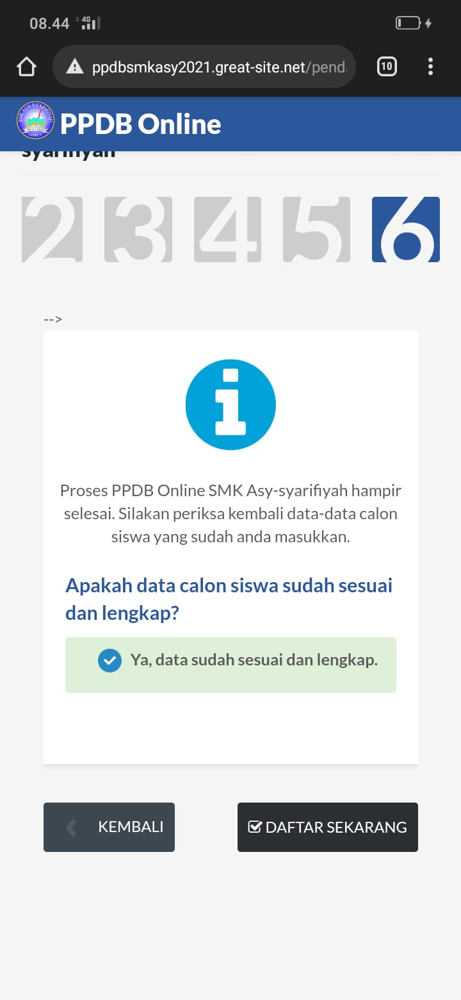 08.44 4G
ppdbsmkasy2021.great-site.net/pend
10
PPDB Online
syarifiyah
2 3 4 5 6
-->
Proses PPDB Online SMK Asy-syarifiyah hampir
selesai. Silakan periksa kembali data-data calon
siswa yang sudah anda masukkan.
Apakah data calon siswa sudah sesuai
dan lengkap?
Ya, data sudah sesuai dan lengkap.
KEMBALI
DAFTAR SEKARANG